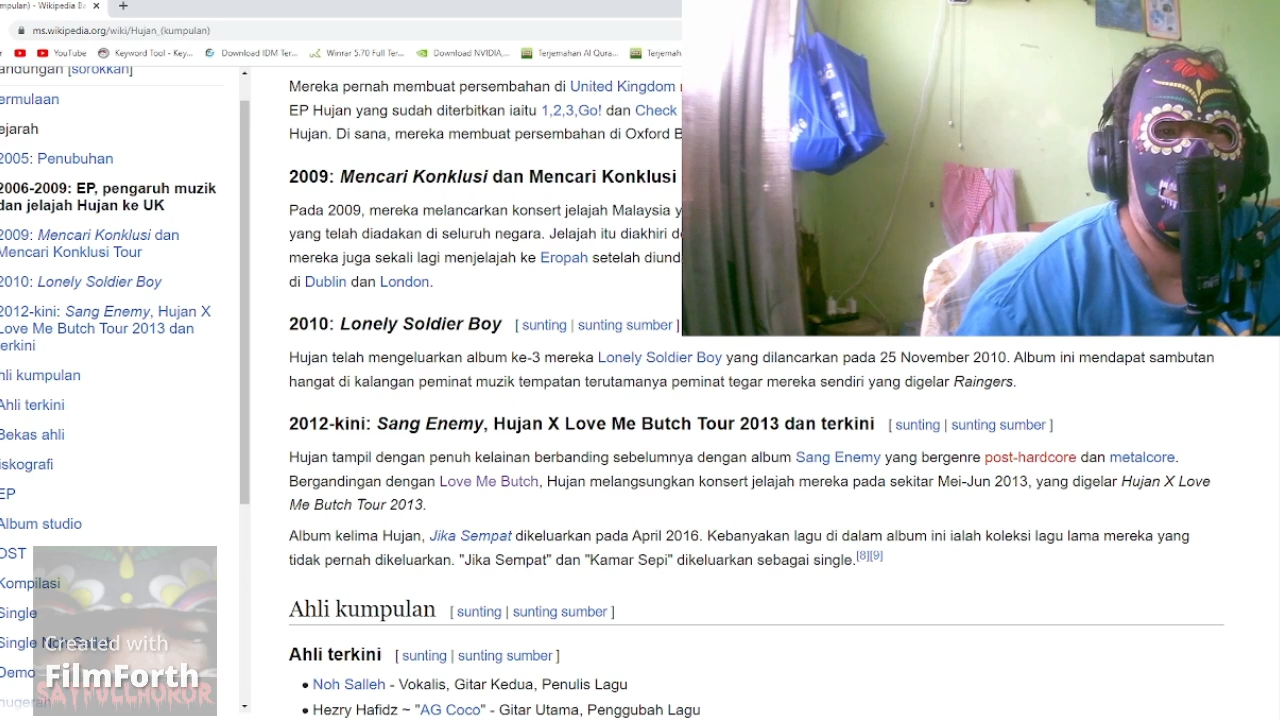 mpulan) - Wikipedia Ba
ms.wikipedia.org/wiki/Hujan_(kumpulan)
YouTube Keyword Tool - Key... Download IDM Ter... Winrar 5.70 Full Ter... Download NVIDIA,... Terjemahan Al Qura... Terjemah
andungan [sorokkan]
ermulaan
ejarah
2005: Penubuhan
2006-2009: EP, pengaruh muzik
dan jelajah Hujan ke UK
2009: Mencari Konklusi dan
Mencari Konklusi Tour
2010: Lonely Soldier Boy
2012-kini: Sang Enemy, Hujan X
Love Me Butch Tour 2013 dan
terkini
hli kumpulan
Ahli terkini
Bekas ahli
iskografi
EP
Album studio
OST
Kompilasi
Single
Single Noh
Demo
nugerah
Mereka pernah membuat persembahan di United Kingdom
EP Hujan yang sudah diterbitkan iaitu 1,2,3,Go! dan Check
Hujan. Di sana, mereka membuat persembahan di Oxford B
2009: Mencari Konklusi dan Mencari Konklusi
Pada 2009, mereka melancarkan konsert jelajah Malaysia y
yang telah diadakan di seluruh negara. Jelajah itu diakhiri de
mereka juga sekali lagi menjelajah ke Eropah setelah diund
di Dublin dan London.
2010: Lonely Soldier Boy [ sunting | sunting sumber ]
Hujan telah mengeluarkan album ke-3 mereka Lonely Soldier Boy yang dilancarkan pada 25 November 2010. Album ini mendapat sambutan
hangat di kalangan peminat muzik tempatan terutamanya peminat tegar mereka sendiri yang digelar Raingers.
2012-kini: Sang Enemy, Hujan X Love Me Butch Tour 2013 dan terkini [ sunting | sunting sumber ]
Hujan tampil dengan penuh kelainan berbanding sebelumnya dengan album Sang Enemy yang bergenre post-hardcore dan metalcore.
Bergandingan dengan Love Me Butch, Hujan melangsungkan konsert jelajah mereka pada sekitar Mei-Jun 2013, yang digelar Hujan X Love
Me Butch Tour 2013.
Album kelima Hujan, Jika Sempat dikeluarkan pada April 2016. Kebanyakan lagu di dalam album ini ialah koleksi lagu lama mereka yang
tidak pernah dikeluarkan. "Jika Sempat" dan "Kamar Sepi" dikeluarkan sebagai single.[8][9]
Ahli kumpulan [ sunting | sunting sumber ]
Ahli terkini [ sunting | sunting sumber ]
• Noh Salleh - Vokalis, Gitar Kedua, Penulis Lagu
• Hezry Hafidz ~ "AG Coco" - Gitar Utama, Penggubah Lagu
Created with
FilmForth
SAYFULLHUKUR